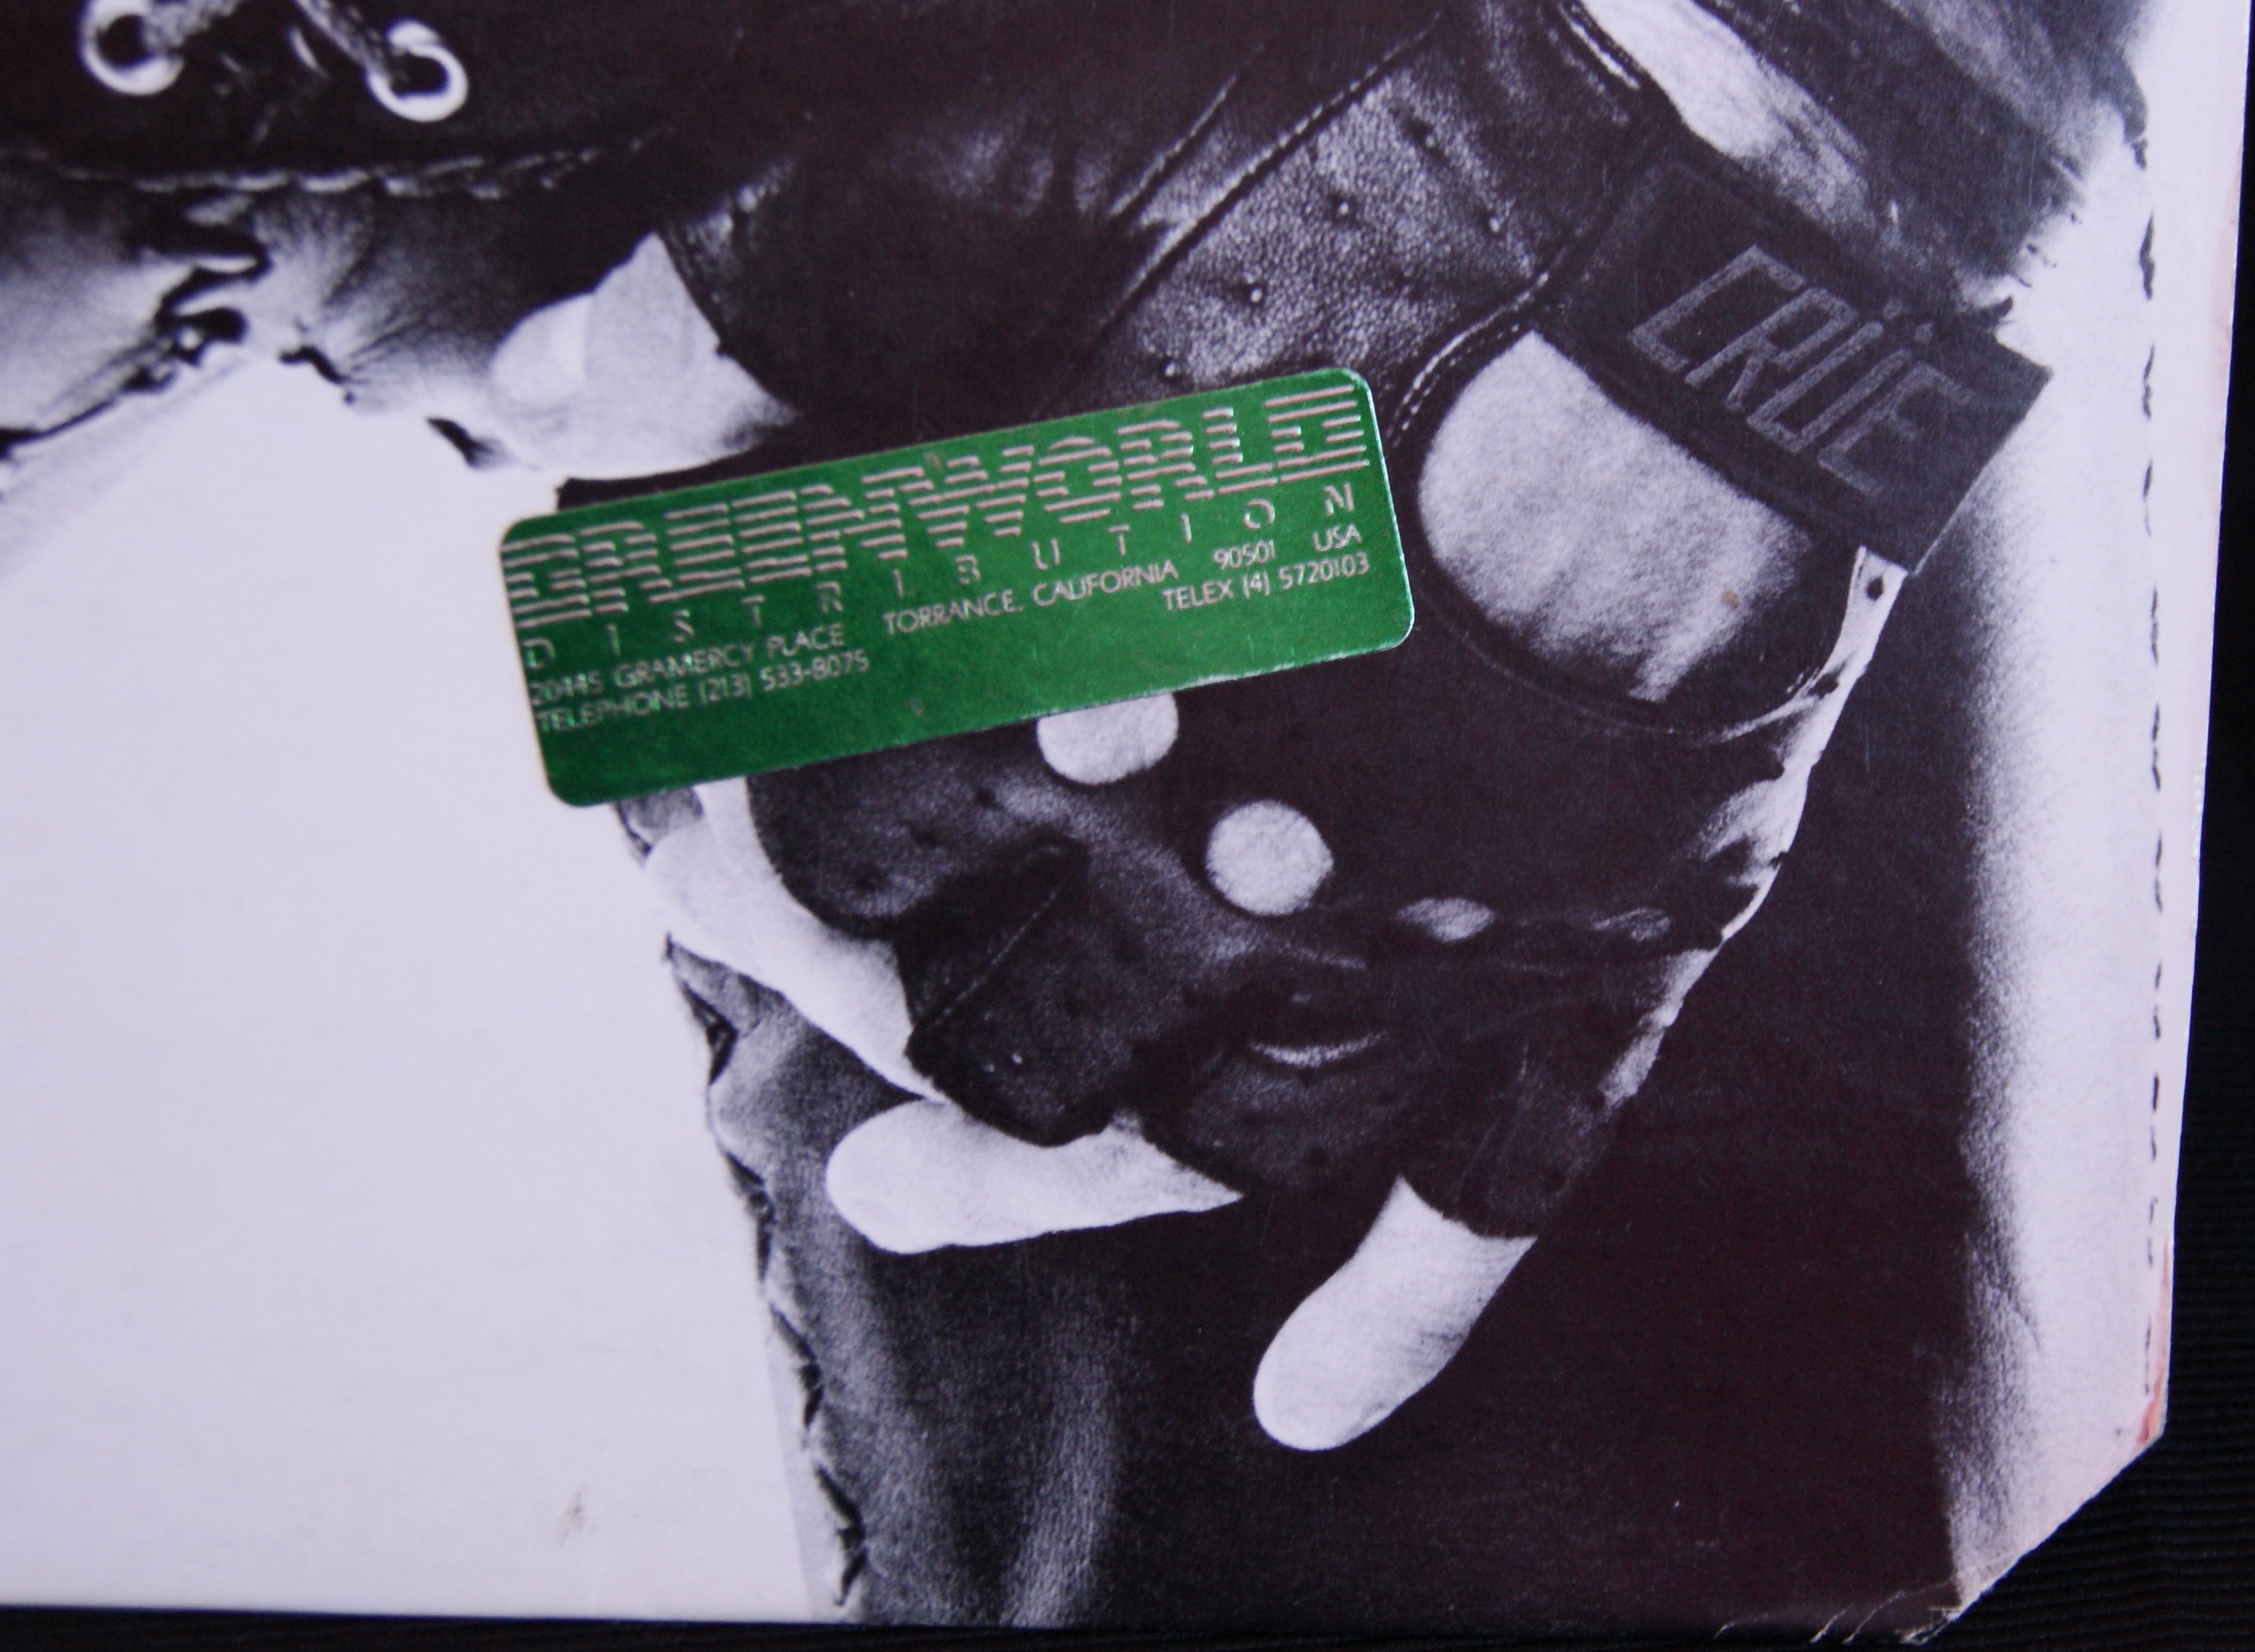 CRÜE
GREENWORLD
DISTRIBUTION
20445 GRAMERCY PLACE TORRANCE. CALIFORNIA 90501 USA
TELEPHONE (213) 533-8075 TELEX (4) 5720103